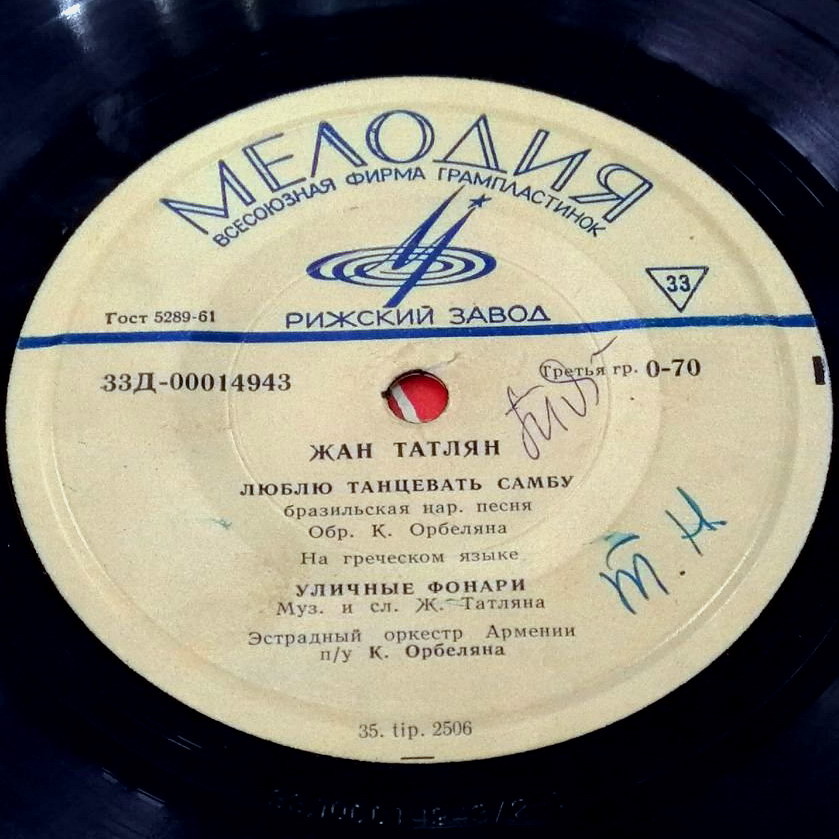 МЕЛОДИЯ
ВСЕСОЮЗНАЯ ФИРМА ГРАМПЛАСТИНОК
33
Гост 5289-61
РИЖСКИЙ ЗАВОД
33Д-00014943
Третья гр. 0-70
ЖАН ТАТЛЯН
ЛЮБЛЮ ТАНЦЕВАТЬ САМБУ
бразильская нар. песня
Обр. К. Орбеляна
На греческом языке
УЛИЧНЫЕ ФОНАРИ
Муз. и сл. Ж. Татляна
Эстрадный оркестр Армении
п/у К. Орбеляна
35. tip. 2506